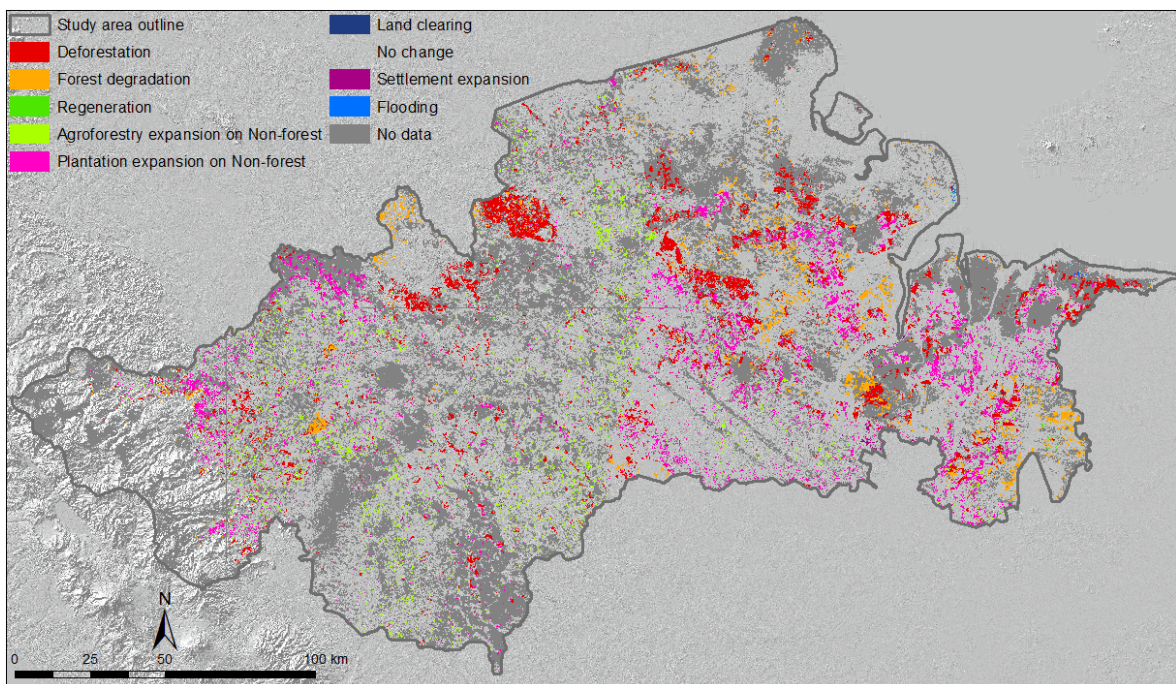 Study area outline
Deforestation
Forest degradation
Regeneration
Agroforestry expansion on Non-forest
Plantation expansion on Non-forest
Land clearing
No change
Settlement expansion
Flooding
No data
N
0 25 50 100 km